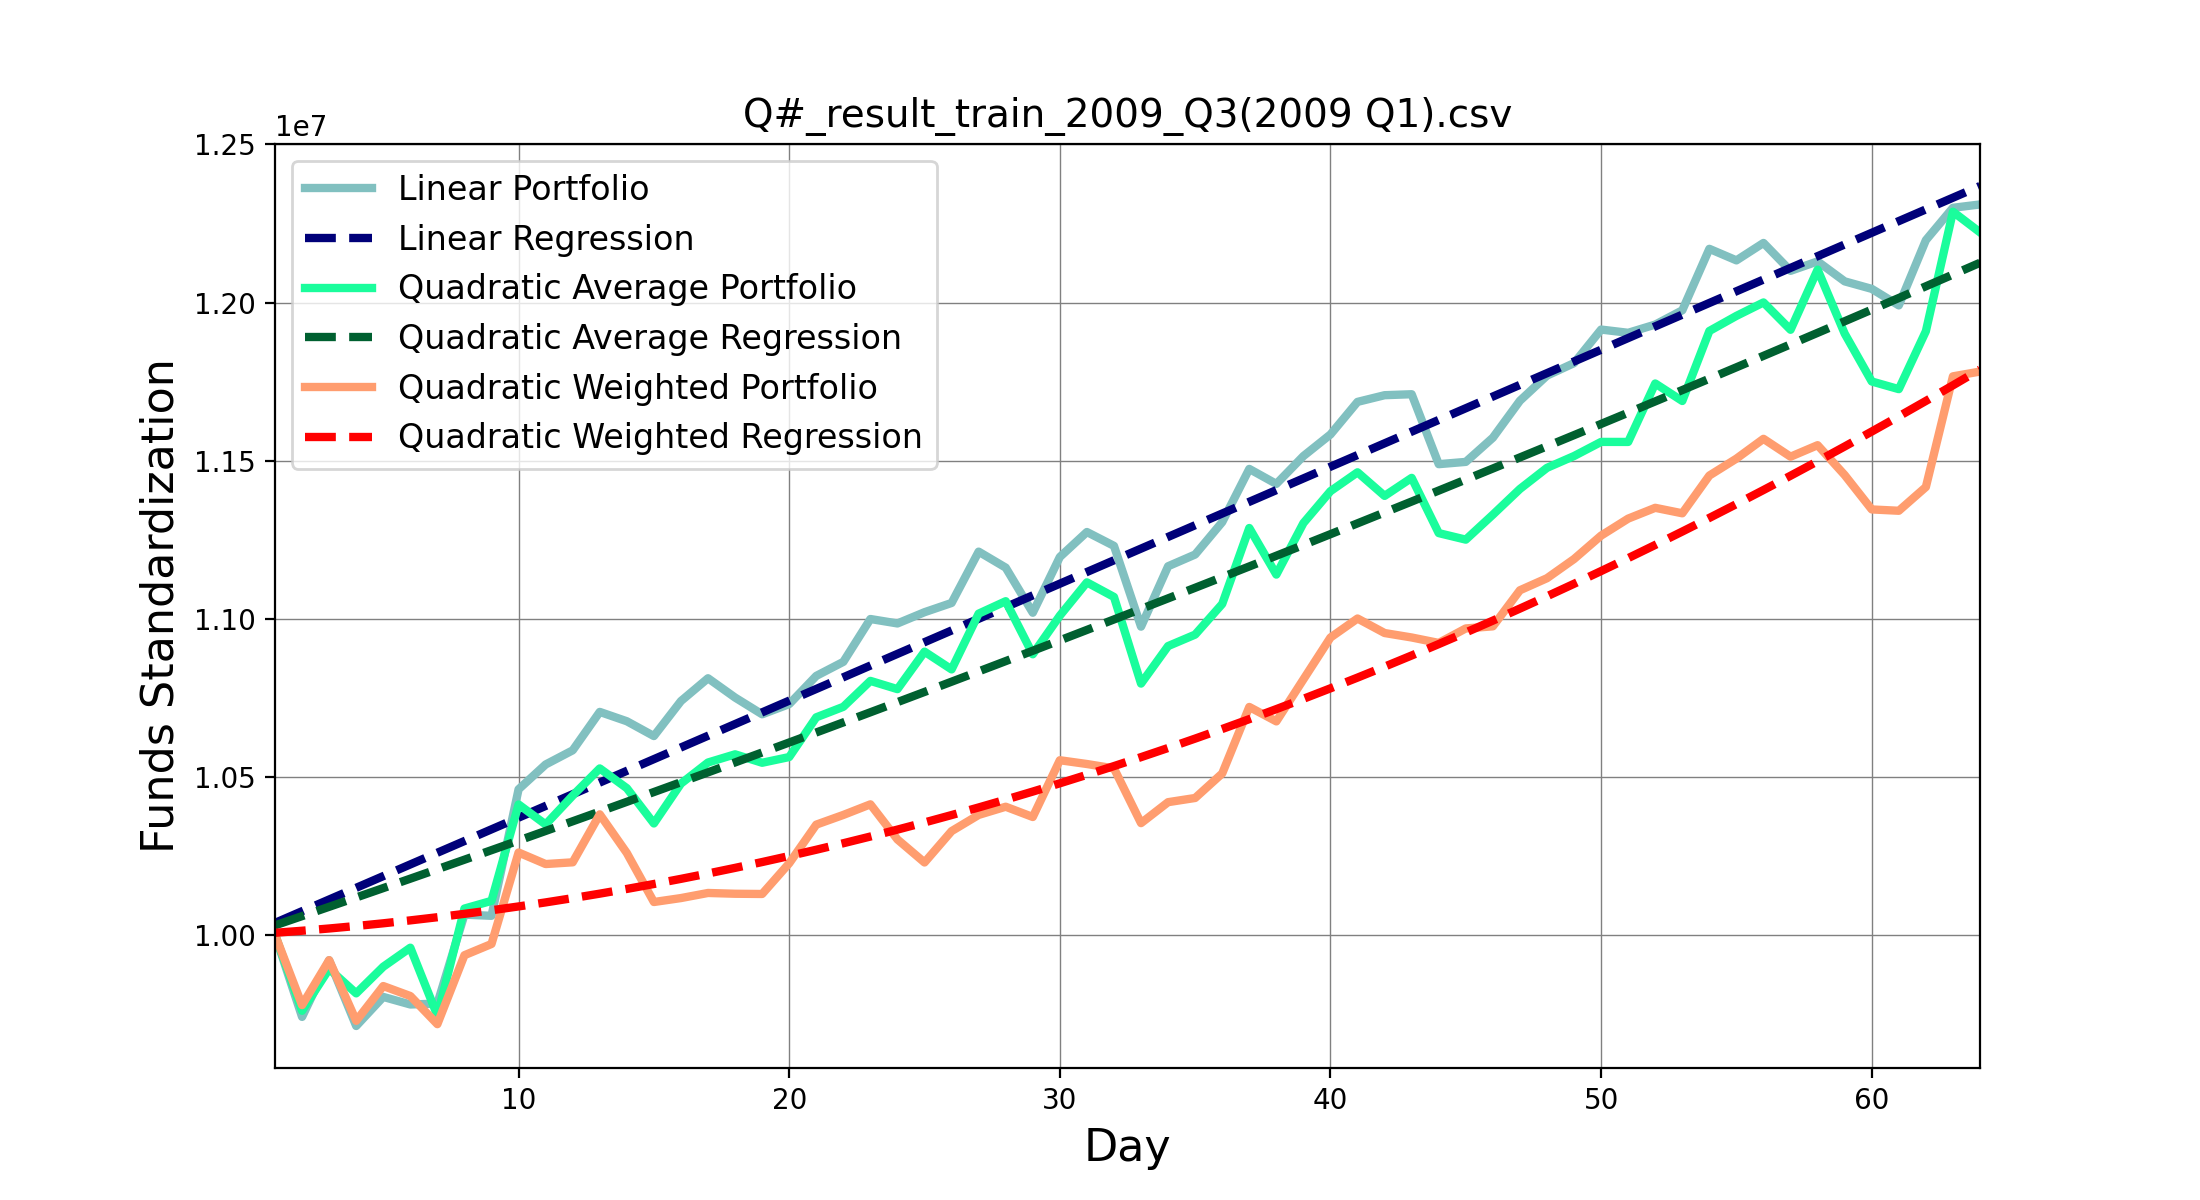 Q#_result_train_2009_Q3(2009 Q1).csv
1e7
1.25
1.20
1.15
1.10
1.05
1.00
Funds Standardization
Linear Portfolio
Linear Regression
Quadratic Average Portfolio
Quadratic Average Regression
Quadratic Weighted Portfolio
Quadratic Weighted Regression
10 20 30 40 50 60
Day